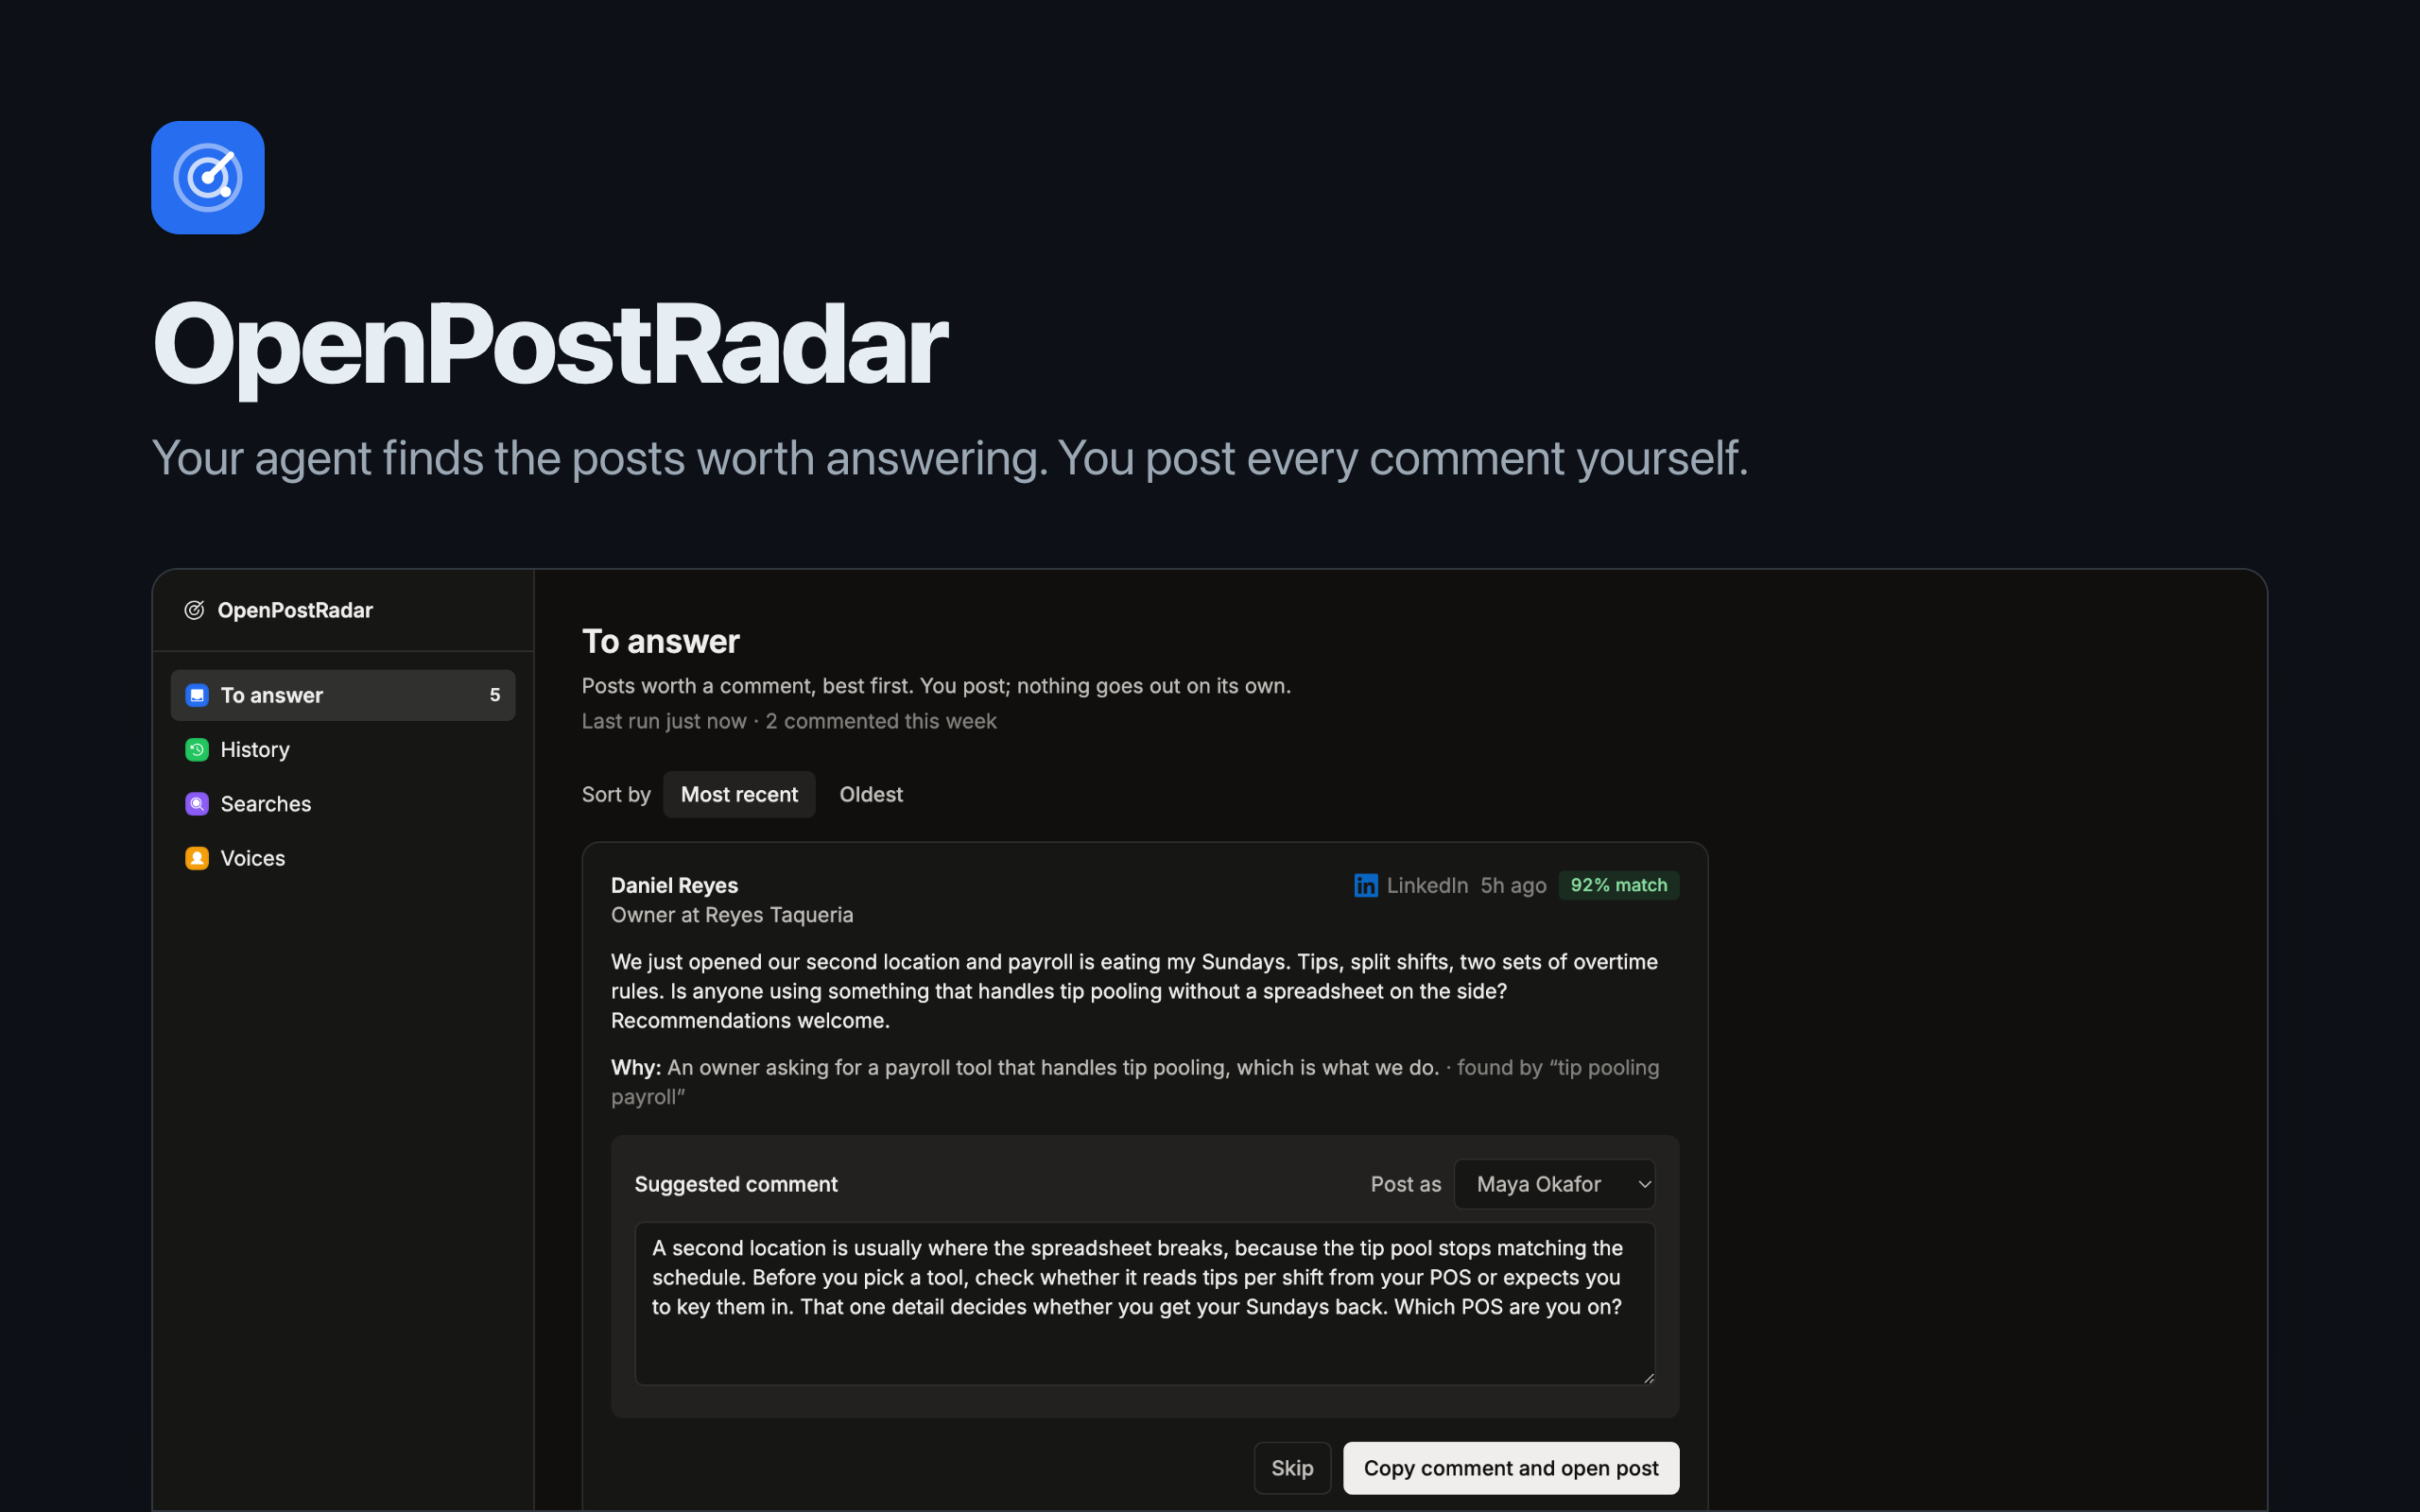 OpenPostRadar
Your agent finds the posts worth answering. You post every comment yourself.
OpenPostRadar
To answer 5
History
Searches
Voices
To answer
Posts worth a comment, best first. You post; nothing goes out on its own.
Last run just now · 2 commented this week
Sort by Most recent Oldest
Daniel Reyes
LinkedIn 5h ago 92% match
Owner at Reyes Taqueria
We just opened our second location and payroll is eating my Sundays. Tips, split shifts, two sets of overtime
rules. Is anyone using something that handles tip pooling without a spreadsheet on the side?
Recommendations welcome.
Why: An owner asking for a payroll tool that handles tip pooling, which is what we do. · found by “tip pooling
payroll”
Suggested comment
Post as Maya Okafor
A second location is usually where the spreadsheet breaks, because the tip pool stops matching the
schedule. Before you pick a tool, check whether it reads tips per shift from your POS or expects you
to key them in. That one detail decides whether you get your Sundays back. Which POS are you on?
Skip
Copy comment and open post